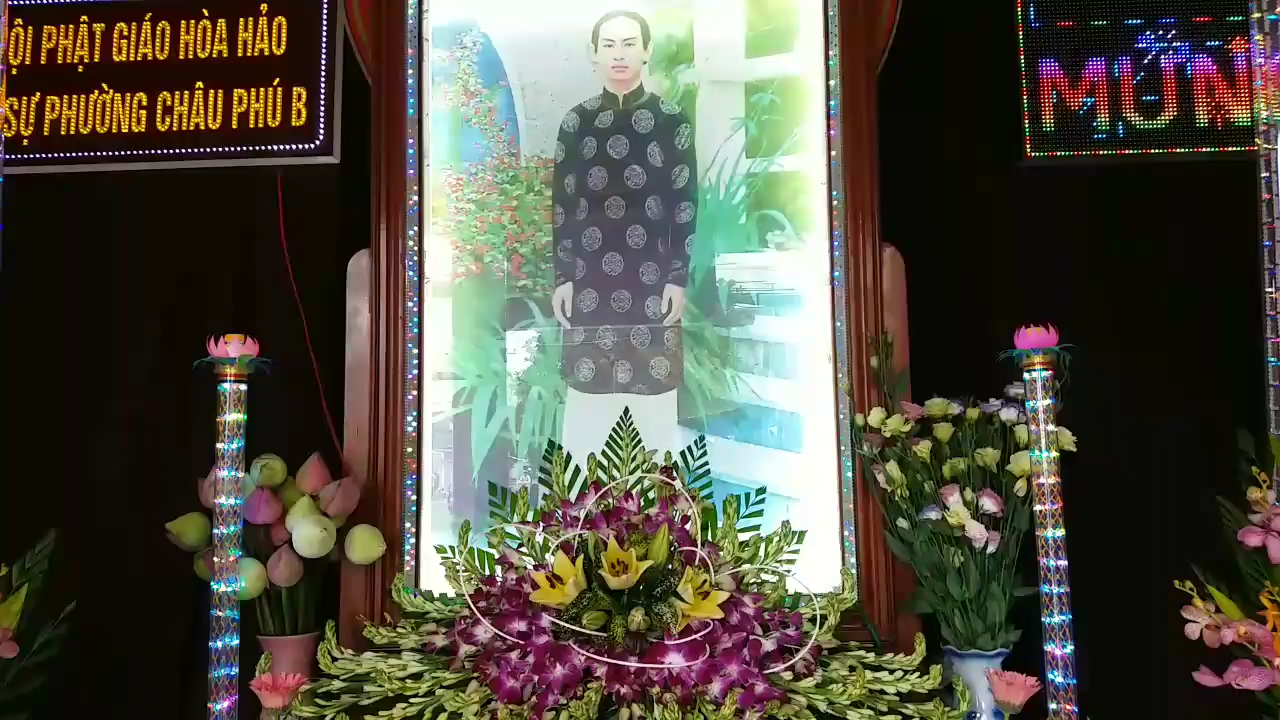 ỘI PHẬT GIÁO HÒA HẢO
SỰ PHƯỜNG CHÂU PHÚ B
MỪN